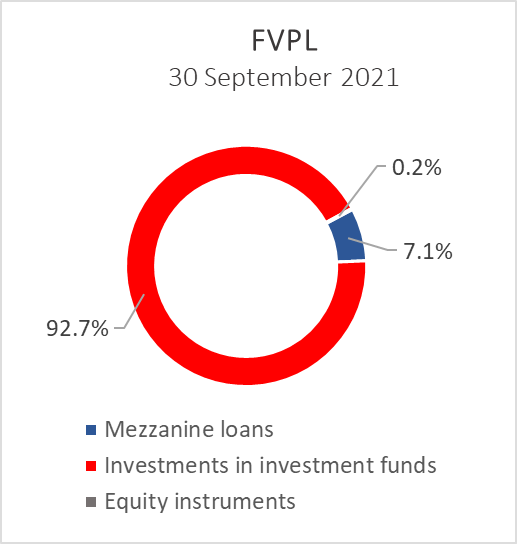 FVPL
30 September 2021
0.2%
7.1%
92.7%
Mezzanine loans
Investments in investment funds
Equity instruments